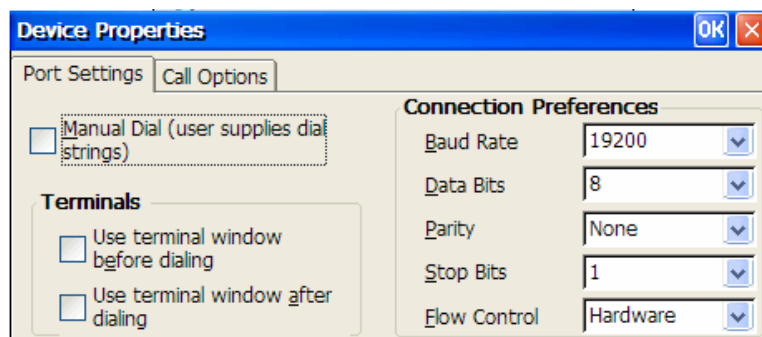 Device Properties
OK
Port Settings
Call Options
Manual Dial (user supplies dial
strings)
Terminals
Use terminal window
before dialing
Use terminal window after
dialing
Connection Preferences
Baud Rate 19200
Data Bits 8
Parity None
Stop Bits 1
Flow Control Hardware